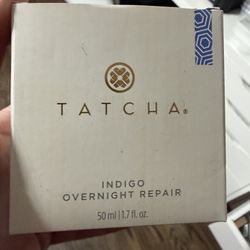 TATCHA®
INDIGO
OVERNIGHT REPAIR
50 ml | 1.7 fl. oz.